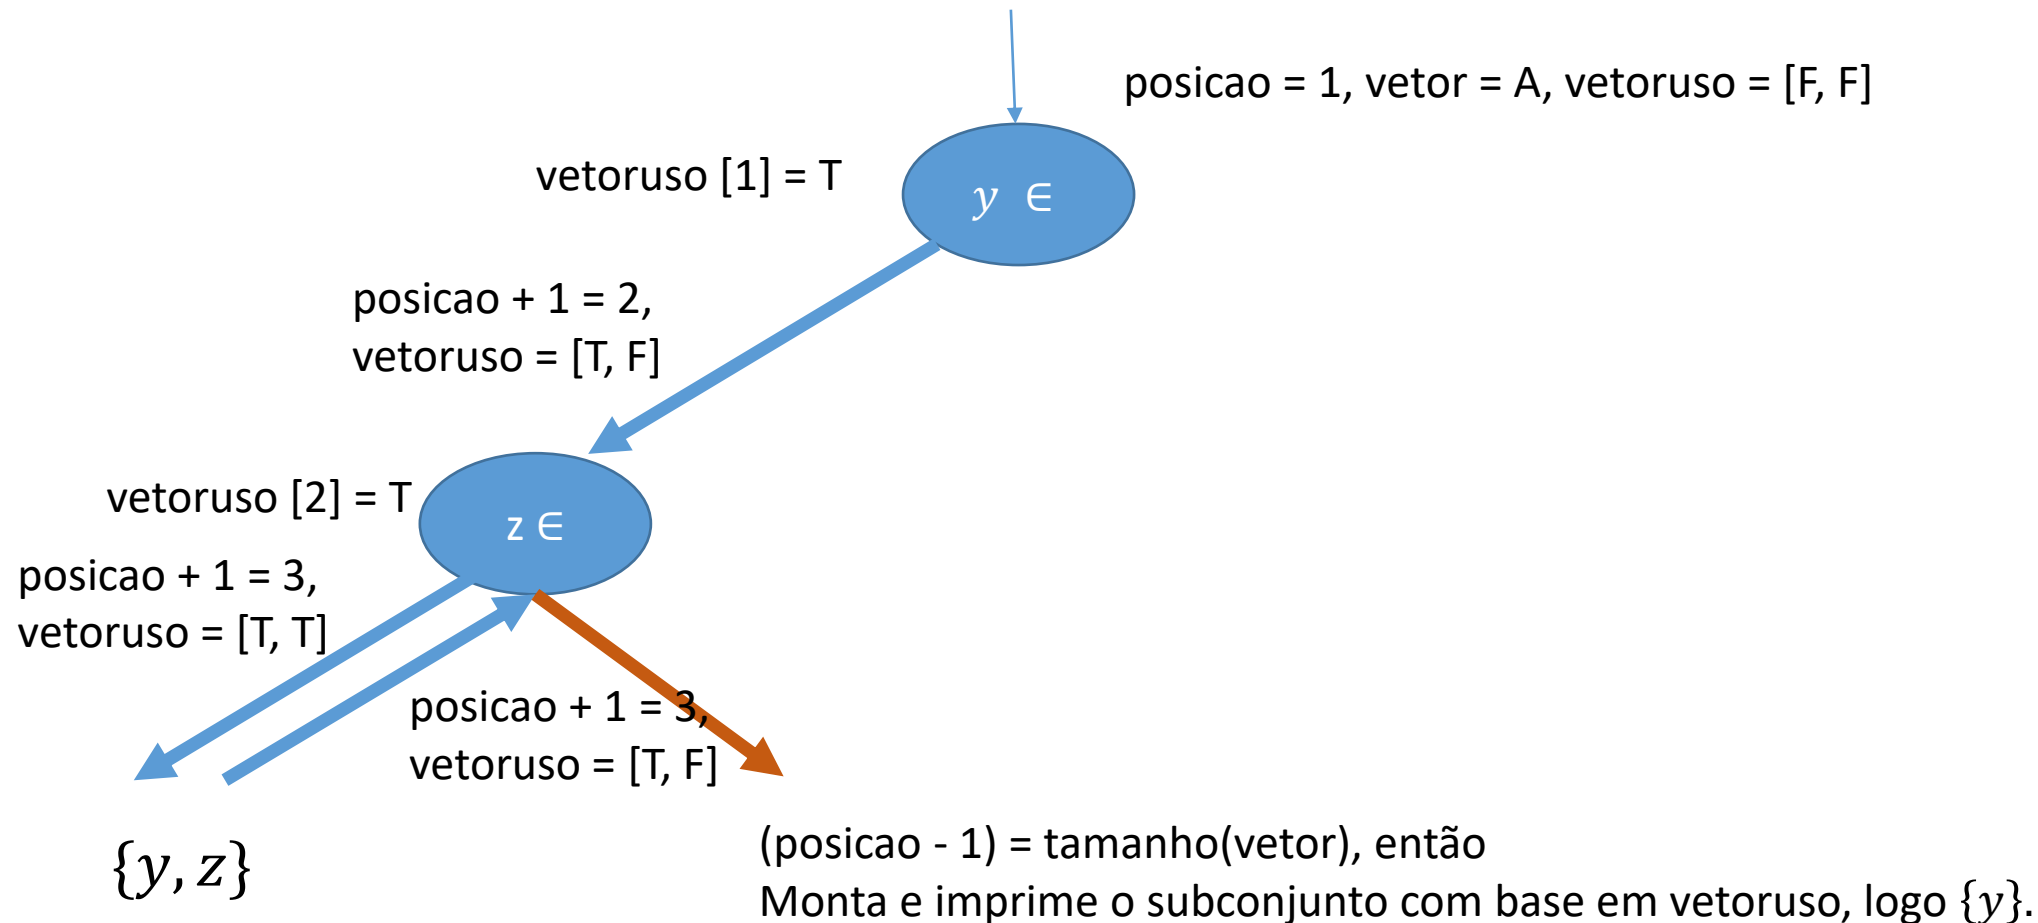 posicao = 1, vetor = A, vetoruso = [F, F]
vetoruso [1] = T
y ∈
posicao + 1 = 2,
vetoruso = [T, F]
vetoruso [2] = T
z ∈
posicao + 1 = 3,
vetoruso = [T, T]
posicao + 1 = 3,
vetoruso = [T, F]
{y, z}
(posicao - 1) = tamanho(vetor), então
Monta e imprime o subconjunto com base em vetoruso, logo {y}.